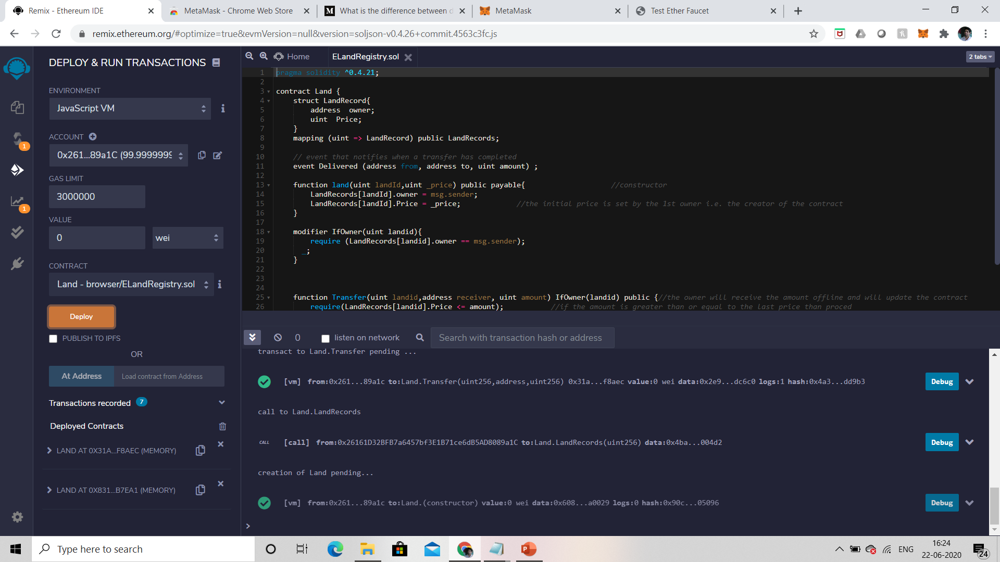 Remix - Ethereum IDE
MetaMask - Chrome Web Store
What is the difference between d
MetaMask
Test Ether Faucet
remix.ethereum.org/#optimize=true&evmVersion=null&version=soljson-v0.4.26+commit.4563c3fc.js
DEPLOY & RUN TRANSACTIONS
ENVIRONMENT
JavaScript VM
ACCOUNT
0x261...89a1C (99.9999999
GAS LIMIT
3000000
VALUE
0
wei
CONTRACT
Land - browser/ELandRegistry.sol
Deploy
PUBLISH TO IPFS
OR
At Address
Load contract from Address
Transactions recorded 7
Deployed Contracts
LAND AT 0X31A...F8AEC (MEMORY)
LAND AT 0X831...B7EA1 (MEMORY)
1
1
Home
ELandRegistry.sol
2 tabs
1 pragma solidity ^0.4.21;
2
3 contract Land {
4 struct LandRecord{
5 address  owner;
6 uint  Price;
7 }
8 mapping (uint => LandRecord) public LandRecords;
9
10 // event that notifies when a transfer has completed
11 event Delivered (address from, address to, uint amount) ;
12
13 function land(uint landId,uint _price) public payable{ //constructor
14 LandRecords[landId].owner = msg.sender;
15 LandRecords[landId].Price = _price; //the initial price is set by the 1st owner i.e. the creator of the contract
16 }
17
18 modifier IfOwner(uint landid){
19 require (LandRecords[landid].owner == msg.sender);
20 _;
21 }
22
23
24
25 function Transfer(uint landid,address receiver, uint amount) IfOwner(landid) public {//the owner will receive the amount offline and will update the contract
26 require(LandRecords[landid].Price <= amount); //if the amount is greater than or equal to the last price than proced
0
listen on network
Search with transaction hash or address
transact to Land.Transfer pending ...
[vm] from:0x261...89a1c to:Land.Transfer(uint256,address,uint256) 0x31a...f8aec value:0 wei data:0x2e9...dc6c0 logs:1 hash:0x4a3...dd9b3
Debug
call to Land.LandRecords
CALL
[call] from:0x26161D32BFB7a6457bf3E1B71ce6dB5AD8089a1C to:Land.LandRecords(uint256) data:0x4ba...004d2
Debug
creation of Land pending...
[vm] from:0x261...89a1c to:Land.(constructor) value:0 wei data:0x608...a0029 logs:0 hash:0x90c...05096
Debug
>
Type here to search
ENG
16:24
22-06-2020
24